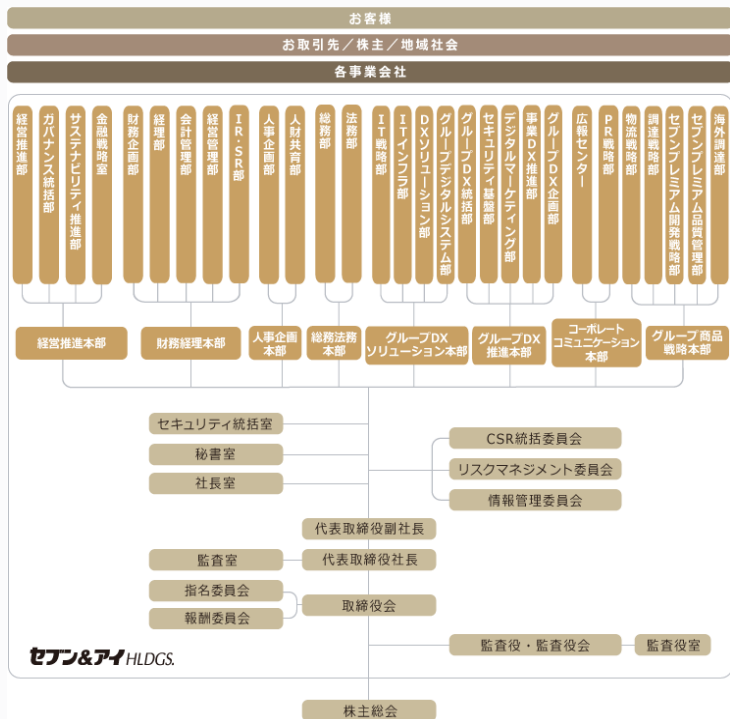 お客様
お取引先／株主／地域社会
各事業会社
経営推進部
ガバナンス統括部
サステナビリティ推進部
金融戦略室
財務企画部
経理部
会計管理部
経営管理部
IR・SR部
人事企画部
人財共育部
総務部
法務部
IT戦略部
ITインフラ部
DXソリューション部
グループデジタルシステム部
グループDX統括部
セキュリティ基盤部
デジタルマーケティング部
事業DX推進部
グループDX企画部
広報センター
PR戦略部
物流戦略部
調達戦略部
セブンプレミアム開発戦略部
セブンプレミアム品質管理部
海外調達部
経営推進本部
財務経理本部
人事企画
本部
総務法務
本部
グループDX
ソリューション本部
グループDX
推進本部
コーポレート
コミュニケーション
本部
グループ商品
戦略本部
セキュリティ統括室
秘書室
社長室
CSR統括委員会
リスクマネジメント委員会
情報管理委員会
代表取締役副社長
監査室
代表取締役社長
指名委員会
報酬委員会
取締役会
監査役・監査役会
監査役室
セブン&アイ HLDGS.
株主総会